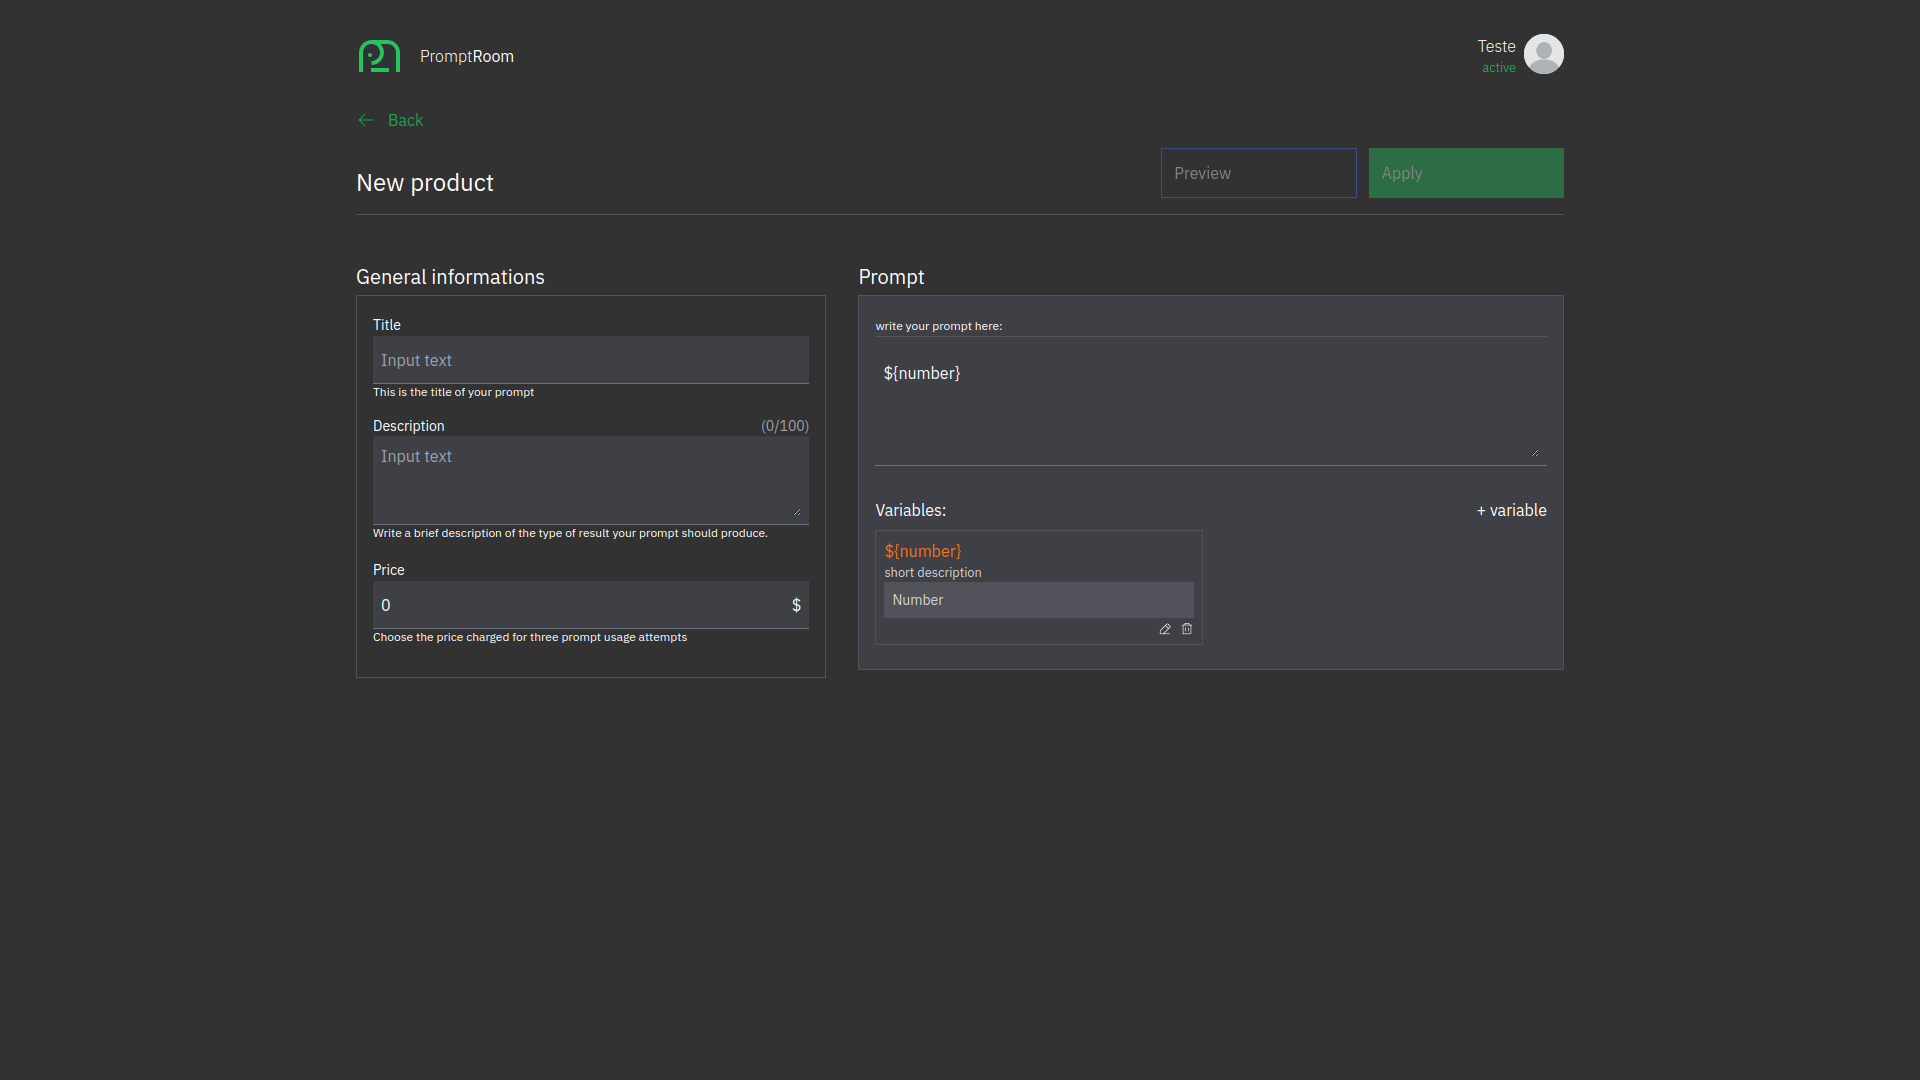 PromptRoom
Teste
active
Back
New product
Preview
Apply
General informations
Title
Input text
This is the title of your prompt
Description (0/100)
Input text
Write a brief description of the type of result your prompt should produce.
Price
0 $
Choose the price charged for three prompt usage attempts
Prompt
write your prompt here:
${number}
Variables: + variable
${number}
short description
Number